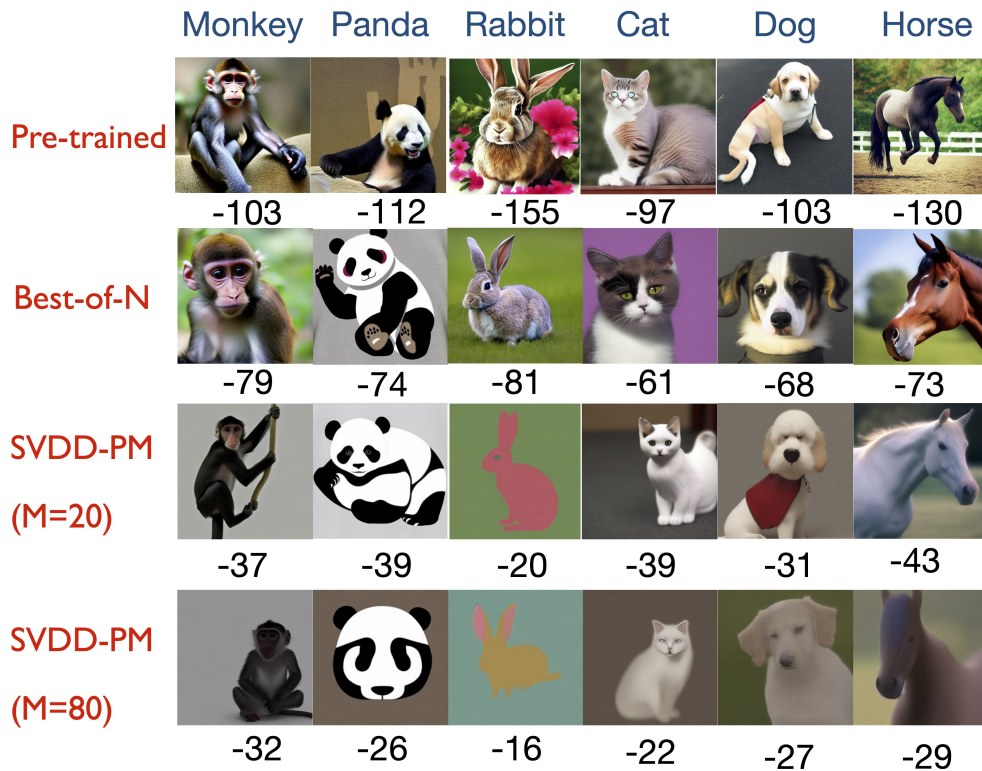 Monkey Panda Rabbit Cat Dog Horse
Pre-trained
-103 -112 -155 -97 -103 -130
Best-of-N
-79 -74 -81 -61 -68 -73
SVDD-PM
(M=20)
-37 -39 -20 -39 -31 -43
SVDD-PM
(M=80)
-32 -26 -16 -22 -27 -29